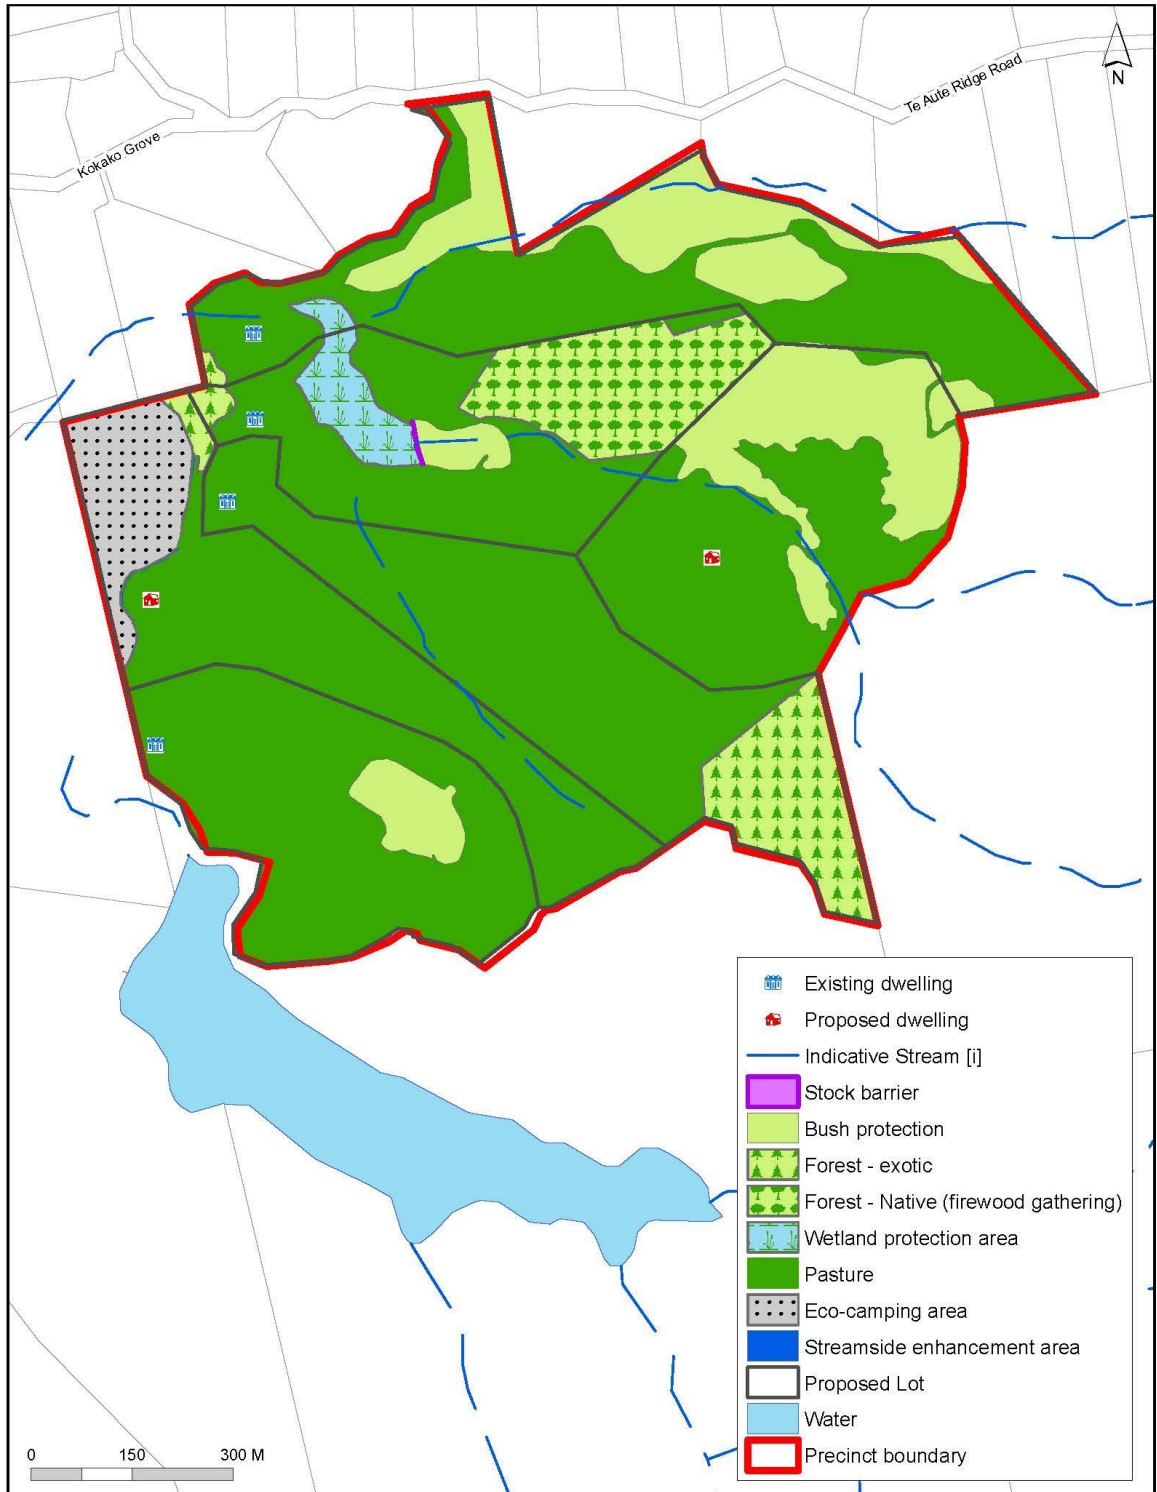 N
Te Aute Ridge Road
Kokako Grove
Existing dwelling
Proposed dwelling
Indicative Stream [i]
Stock barrier
Bush protection
Forest - exotic
Forest - Native (firewood gathering)
Wetland protection area
Pasture
Eco-camping area
Streamside enhancement area
Proposed Lot
Water
Precinct boundary
0 150 300 M